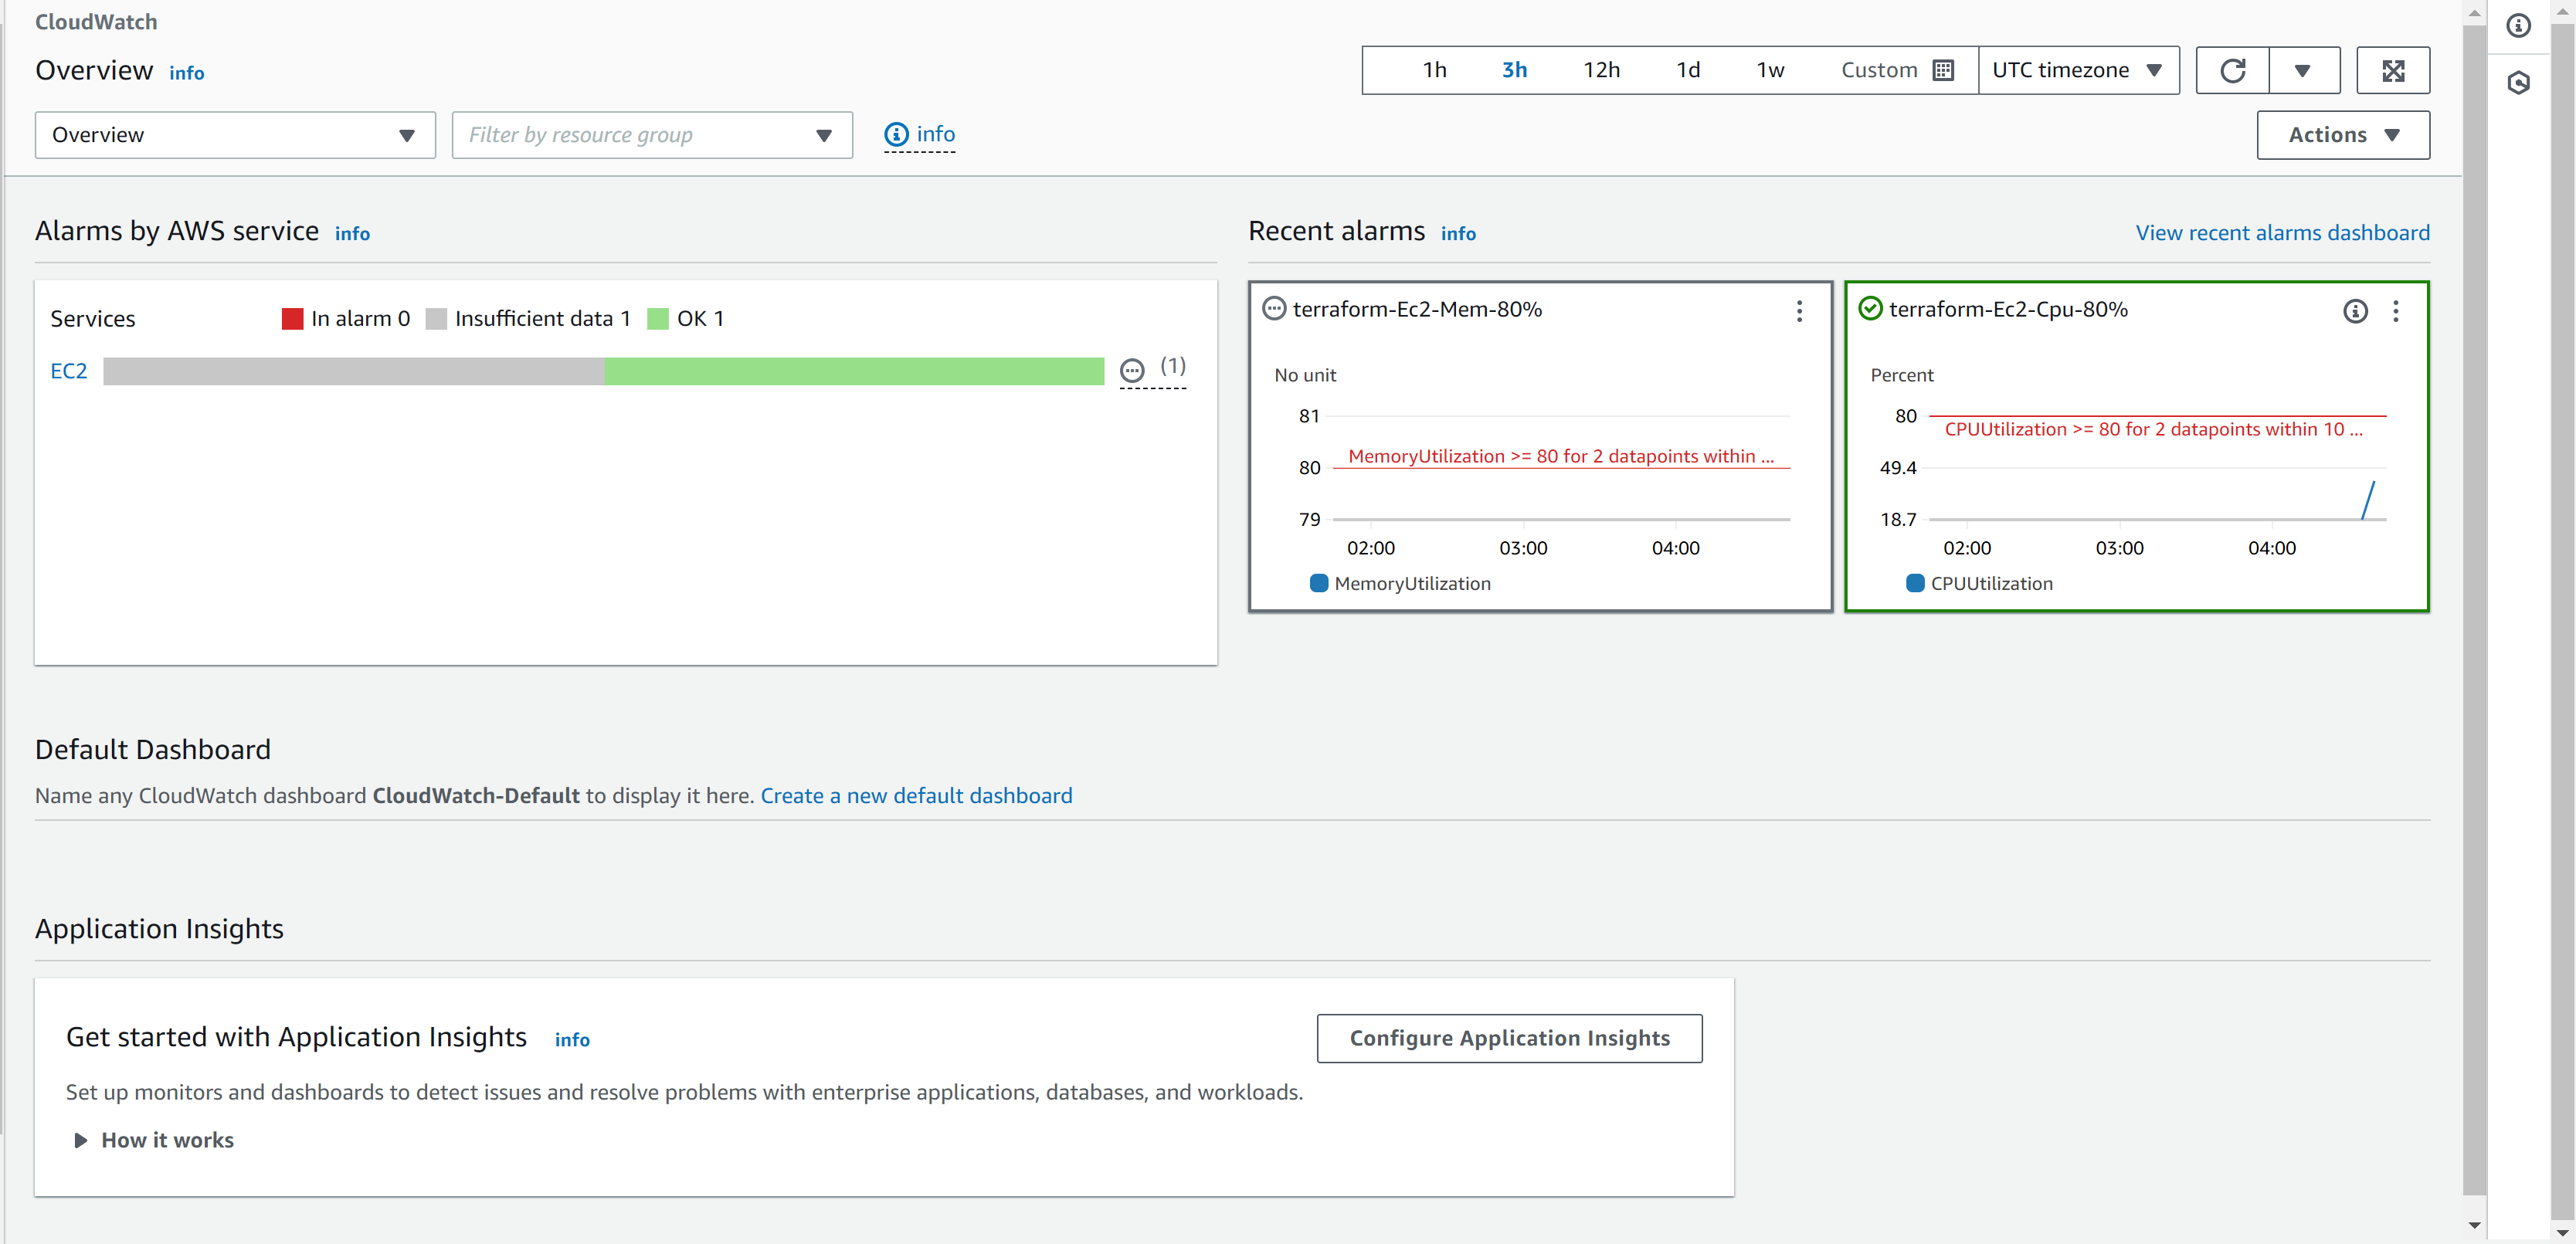 CloudWatch
Overview info
1h 3h 12h 1d 1w Custom UTC timezone
Overview Filter by resource group info Actions
Alarms by AWS service info
Services In alarm 0 Insufficient data 1 OK 1
EC2 (1)
Recent alarms info View recent alarms dashboard
terraform-Ec2-Mem-80%
No unit
81
MemoryUtilization >= 80 for 2 datapoints within ...
80
79
02:00 03:00 04:00
MemoryUtilization
terraform-Ec2-Cpu-80%
Percent
80
CPUUtilization >= 80 for 2 datapoints within 10 ...
49.4
18.7
02:00 03:00 04:00
CPUUtilization
Default Dashboard
Name any CloudWatch dashboard CloudWatch-Default to display it here. Create a new default dashboard
Application Insights
Get started with Application Insights info
Configure Application Insights
Set up monitors and dashboards to detect issues and resolve problems with enterprise applications, databases, and workloads.
How it works